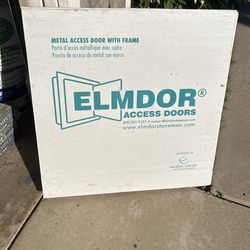 METAL ACCESS DOOR WITH FRAME
Porte d'accès métallique avec cadre
Puerta de acceso de metal con marco
ELMDOR®
ACCESS DOORS
www.elmdorstoneman.com